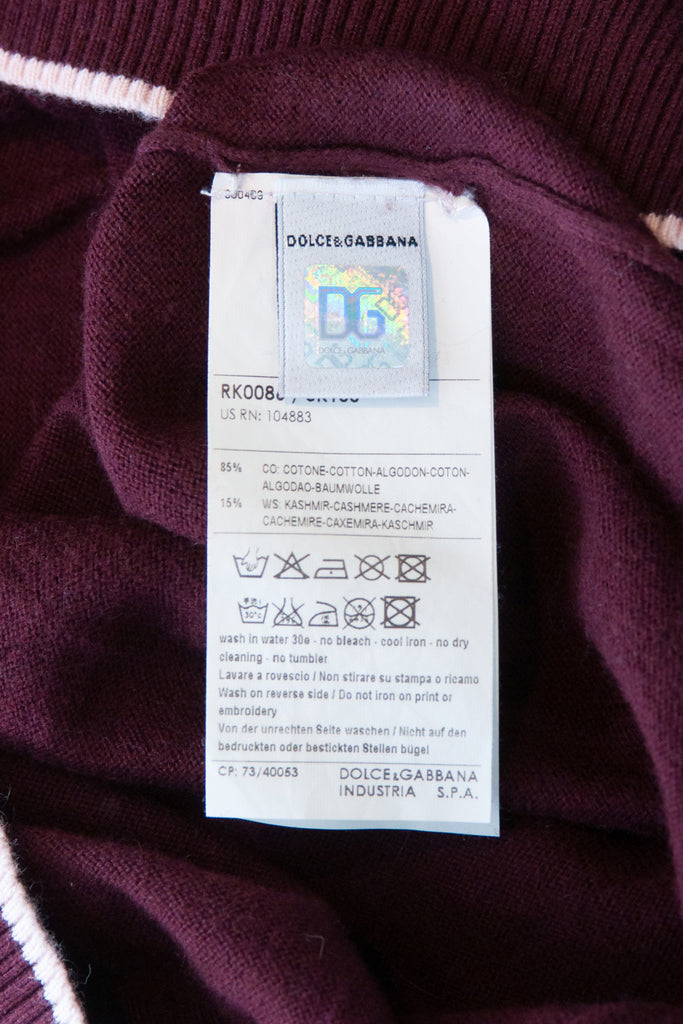 DOLCE&GABBANA
DG
DOLCE&GABBANA
US RN: 104883
85% CO: COTONE-COTTON-ALGODON-COTON-
ALGODAO-BAUMWOLLE
15% WS: KASHMIR-CASHMERE-CACHEMIRA-
CACHEMIRE-CAXEMIRA-KASCHMIR
30°C
wash in water 30e - no bleach - cool iron - no dry
cleaning - no tumbler
Lavare a rovescio / Non stirare su stampa o ricamo
Wash on reverse side / Do not iron on print or
embroidery
Von der unrechten Seite waschen / Nicht auf den
bedruckten oder bestickten Stellen bügel
CP: 73/40053 DOLCE&GABBANA
INDUSTRIA S.P.A.